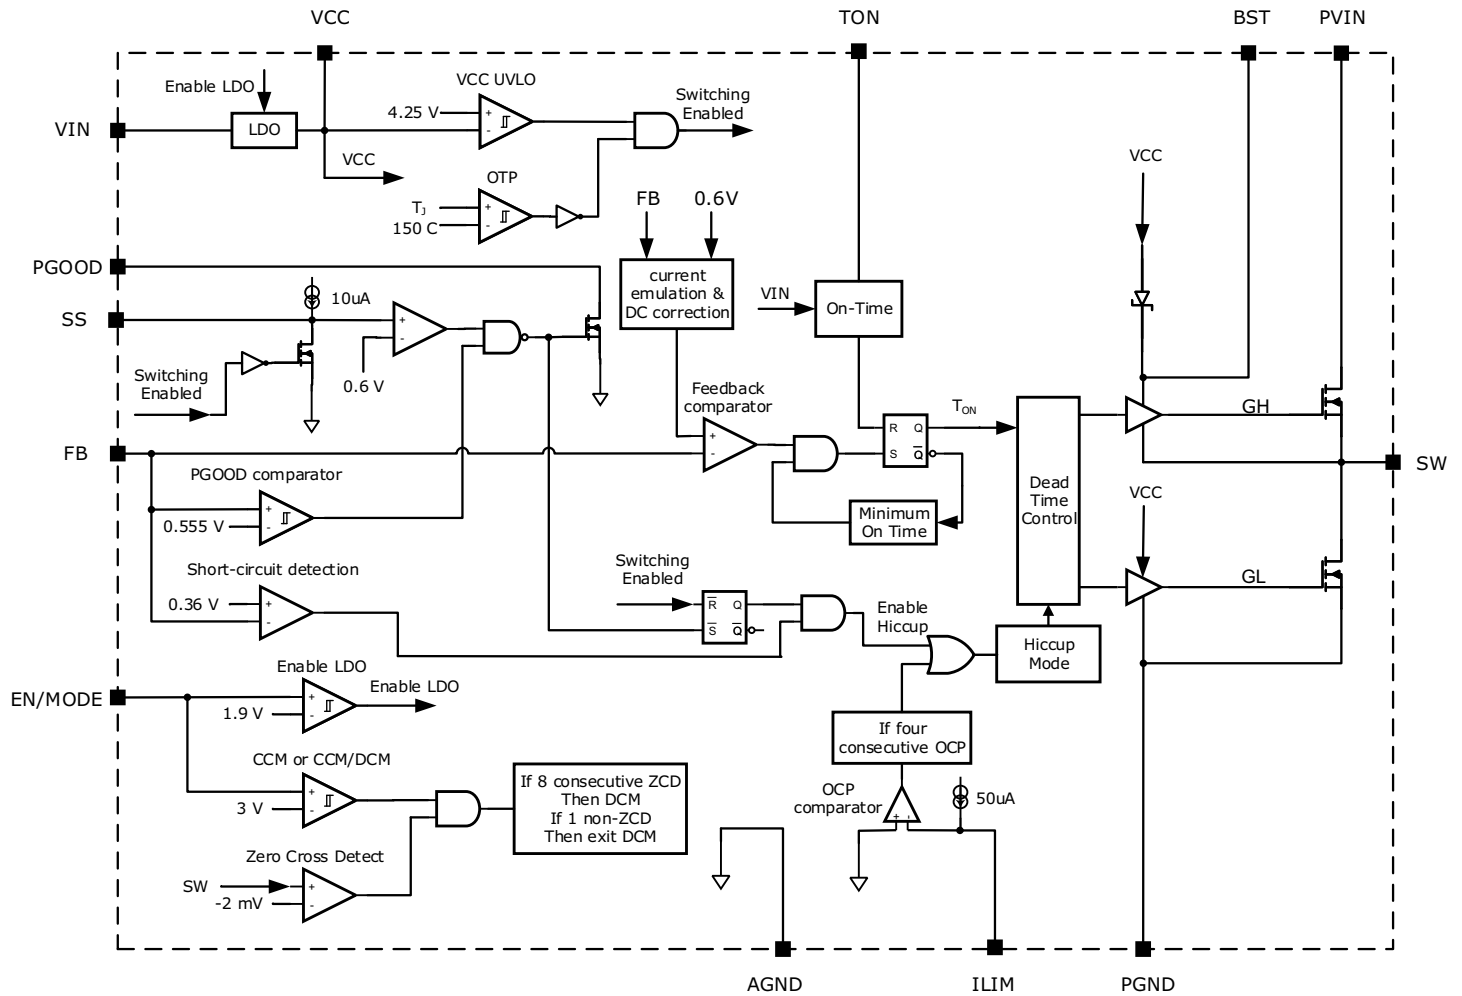 VCC
TON
BST
PVIN
Enable LDO
VCC UVLO
4.25 V
+
-
Switching
Enabled
VIN
LDO
VCC
VCC
OTP
TJ
150 C
+
-
FB
0.6V
PGOOD
current
emulation &
DC correction
VIN
On-Time
10uA
SS
+
-
0.6 V
Switching
Enabled
Feedback
comparator
TON
GH
R
Q
S
Q
+
-
FB
SW
PGOOD comparator
+
-
0.555 V
Dead
Time
Control
VCC
Minimum
On Time
Short-circuit detection
0.36 V
+
-
Switching
Enabled
GL
R
Q
S
Q
Enable
Hiccup
Hiccup
Mode
Enable LDO
EN/MODE
+
-
1.9 V
Enable LDO
If four
consecutive OCP
CCM or CCM/DCM
+
-
3 V
If 8 consecutive ZCD
Then DCM
If 1 non-ZCD
Then exit DCM
OCP
comparator
+
-
50uA
Zero Cross Detect
SW
+
-2 mV
-
AGND
ILIM
PGND